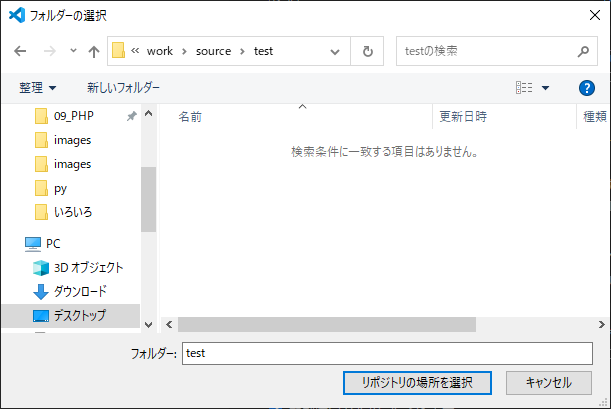 フォルダーの選択
work source test
testの検索
整理 新しいフォルダー
名前 更新日時 種類
検索条件に一致する項目はありません。
09_PHP
images
images
py
いろいろ
PC
3D オブジェクト
ダウンロード
デスクトップ
フォルダー: test
リポジトリの場所を選択 キャンセル